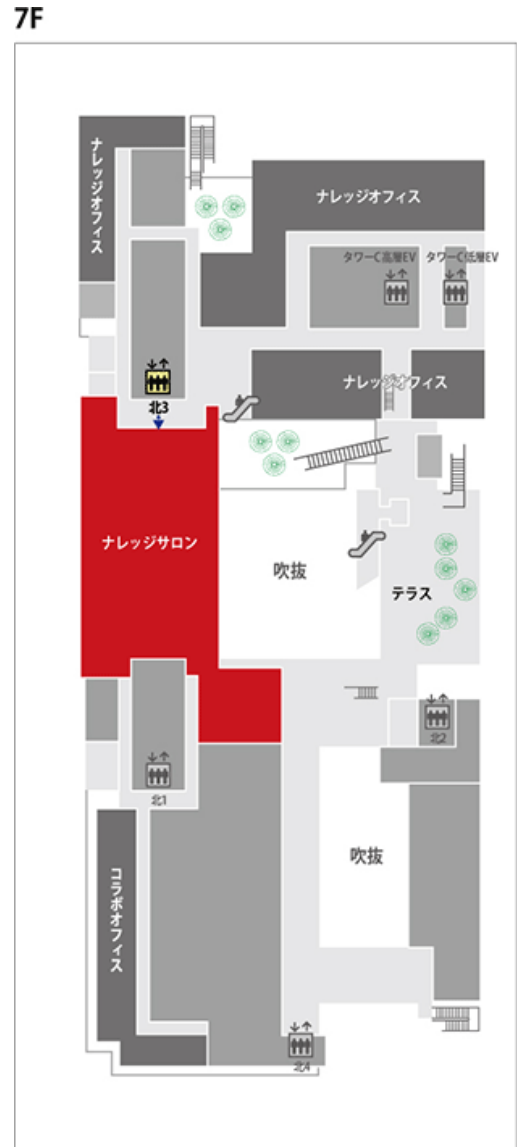 7F
ナレッジオフィス
ナレッジオフィス
タワーC高層EV
タワーC低層EV
北3
ナレッジオフィス
ナレッジサロン
吹抜
テラス
北2
北1
吹抜
コラボオフィス
北4